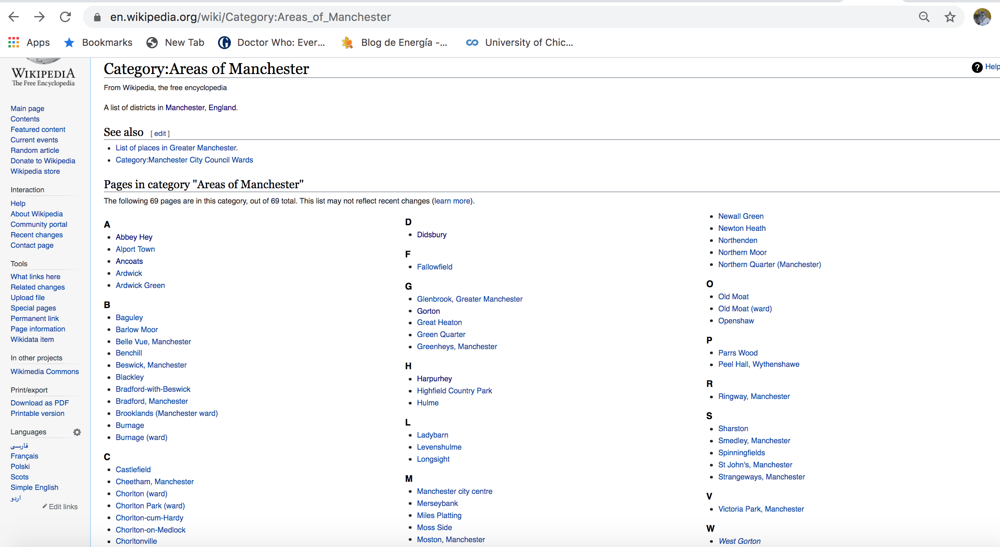 en.wikipedia.org/wiki/Category:Areas_of_Manchester
Apps
Bookmarks
New Tab
Doctor Who: Ever...
Blog de Energía -...
University of Chic...
WIKIPEDIA
The Free Encyclopedia
Main page
Contents
Featured content
Current events
Random article
Donate to Wikipedia
Wikipedia store
Interaction
Help
About Wikipedia
Community portal
Recent changes
Contact page
Tools
What links here
Related changes
Upload file
Special pages
Permanent link
Page information
Wikidata item
In other projects
Wikimedia Commons
Print/export
Download as PDF
Printable version
Languages
فارسی
Français
Polski
Scots
Simple English
اردو
Edit links
Category:Areas of Manchester
Help
From Wikipedia, the free encyclopedia
A list of districts in Manchester, England.
See also [ edit ]
List of places in Greater Manchester.
Category:Manchester City Council Wards
Pages in category "Areas of Manchester"
The following 69 pages are in this category, out of 69 total. This list may not reflect recent changes (learn more).
A
Abbey Hey
Alport Town
Ancoats
Ardwick
Ardwick Green
B
Baguley
Barlow Moor
Belle Vue, Manchester
Benchill
Beswick, Manchester
Blackley
Bradford-with-Beswick
Bradford, Manchester
Brooklands (Manchester ward)
Burnage
Burnage (ward)
C
Castlefield
Cheetham, Manchester
Chorlton (ward)
Chorlton Park (ward)
Chorlton-cum-Hardy
Chorlton-on-Medlock
Chorltonville
D
Didsbury
F
Fallowfield
G
Glenbrook, Greater Manchester
Gorton
Great Heaton
Green Quarter
Greenheys, Manchester
H
Harpurhey
Highfield Country Park
Hulme
L
Ladybarn
Levenshulme
Longsight
M
Manchester city centre
Merseybank
Miles Platting
Moss Side
Moston, Manchester
Newall Green
Newton Heath
Northenden
Northern Moor
Northern Quarter (Manchester)
O
Old Moat
Old Moat (ward)
Openshaw
P
Parrs Wood
Peel Hall, Wythenshawe
R
Ringway, Manchester
S
Sharston
Smedley, Manchester
Spinningfields
St John's, Manchester
Strangeways, Manchester
V
Victoria Park, Manchester
W
West Gorton